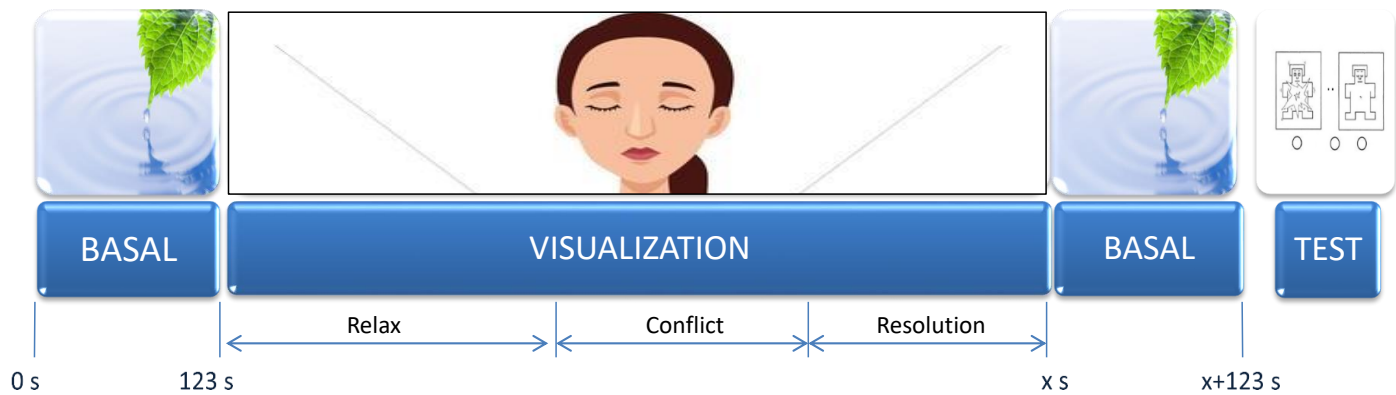 BASAL
VISUALIZATION
BASAL
TEST
Relax
Conflict
Resolution
0 s
123 s
x s
x+123 s